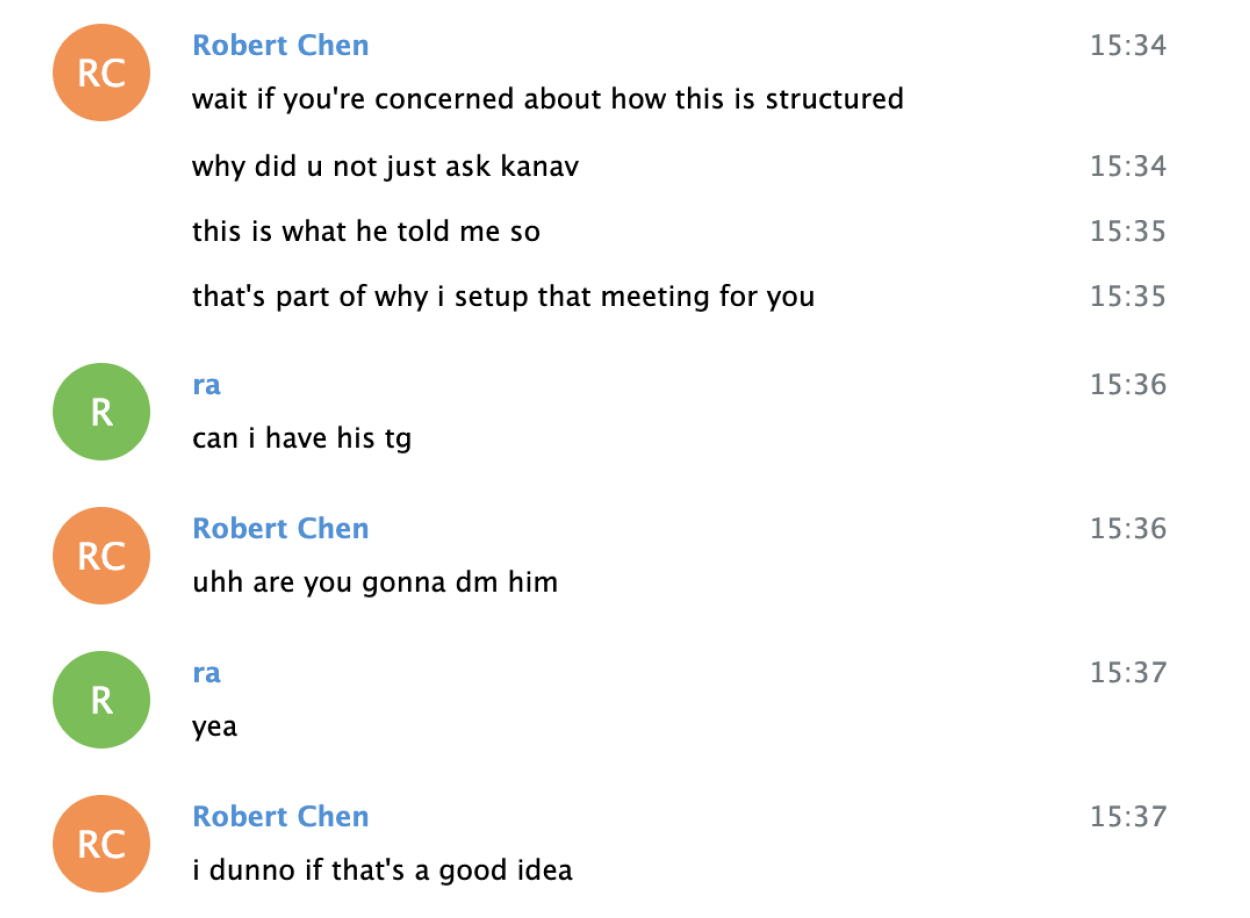 RC
Robert Chen 15:34
wait if you're concerned about how this is structured
why did u not just ask kanav 15:34
this is what he told me so 15:35
that's part of why i setup that meeting for you 15:35
R
ra 15:36
can i have his tg
RC
Robert Chen 15:36
uhh are you gonna dm him
R
ra 15:37
yea
RC
Robert Chen 15:37
i dunno if that's a good idea